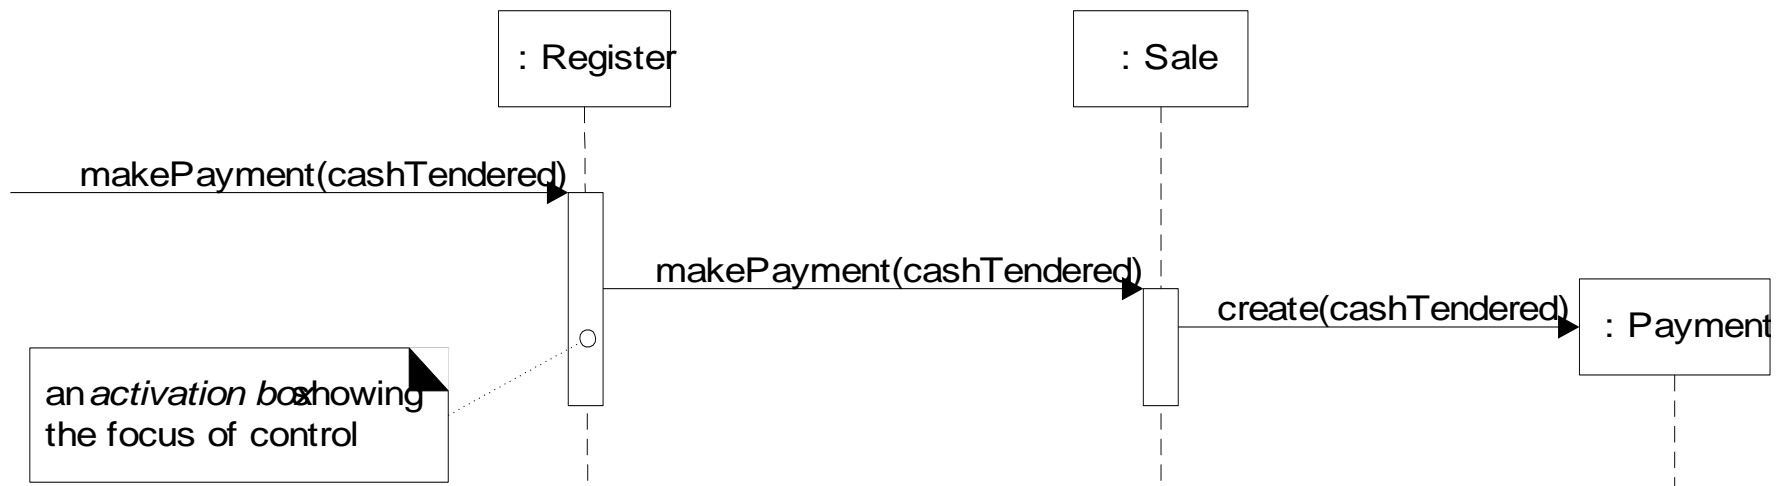 : Register
: Sale
makePayment(cashTendered)
makePayment(cashTendered)
create(cashTendered)
: Payment
an activation box showing
the focus of control